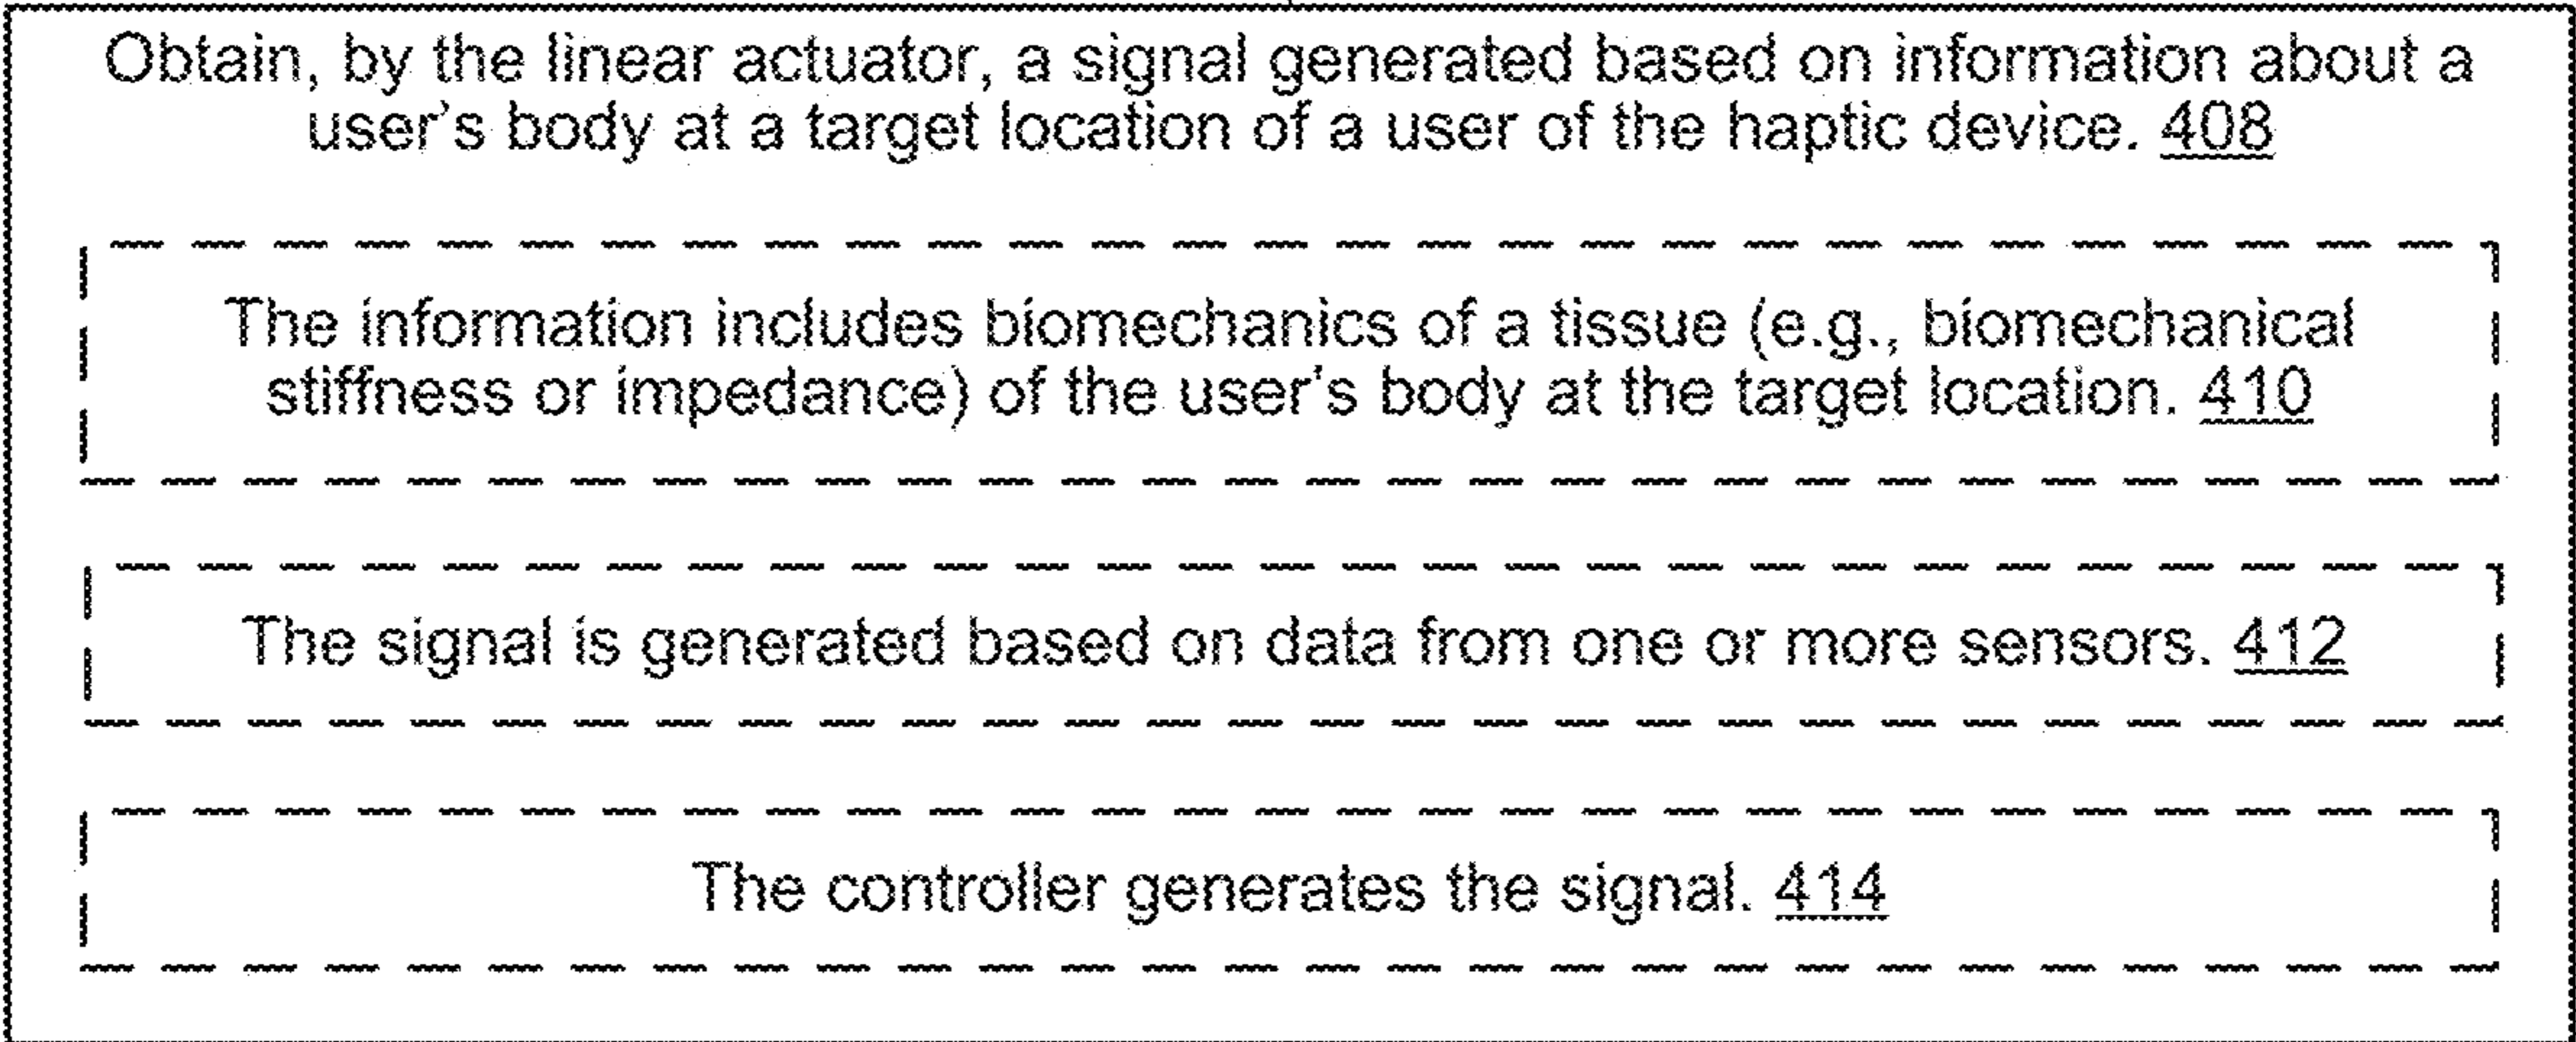 Obtain, by the linear actuator, a signal generated based on information about a
user's body at a target location of a user of the haptic device. 408
The information includes biomechanics of a tissue (e.g., biomechanical
stiffness or impedance) of the user's body at the target location. 410
The signal is generated based on data from one or more sensors. 412
The controller generates the signal. 414